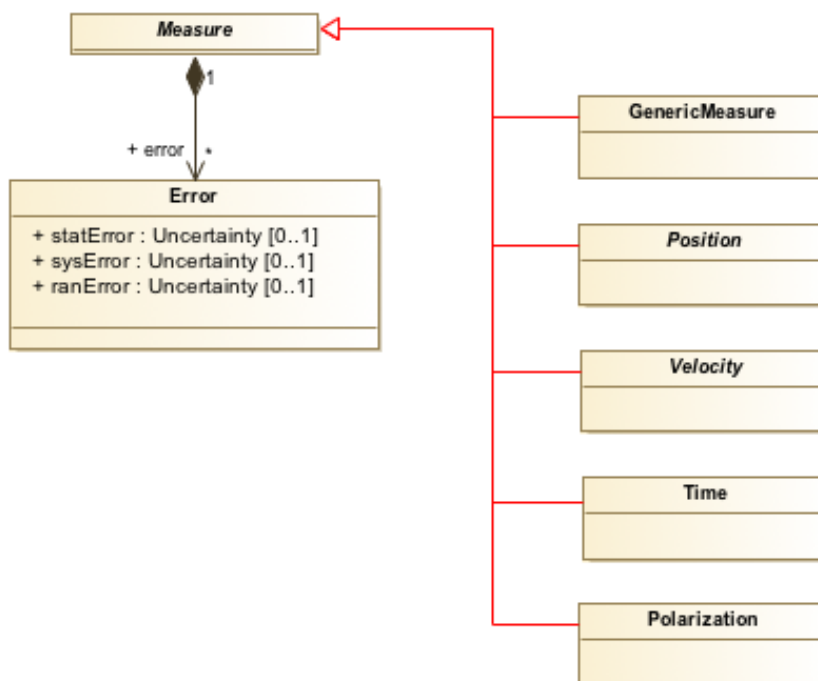 Measure
1
+ error
*
Error
+ statError : Uncertainty [0..1]
+ sysError : Uncertainty [0..1]
+ ranError : Uncertainty [0..1]
GenericMeasure
Position
Velocity
Time
Polarization